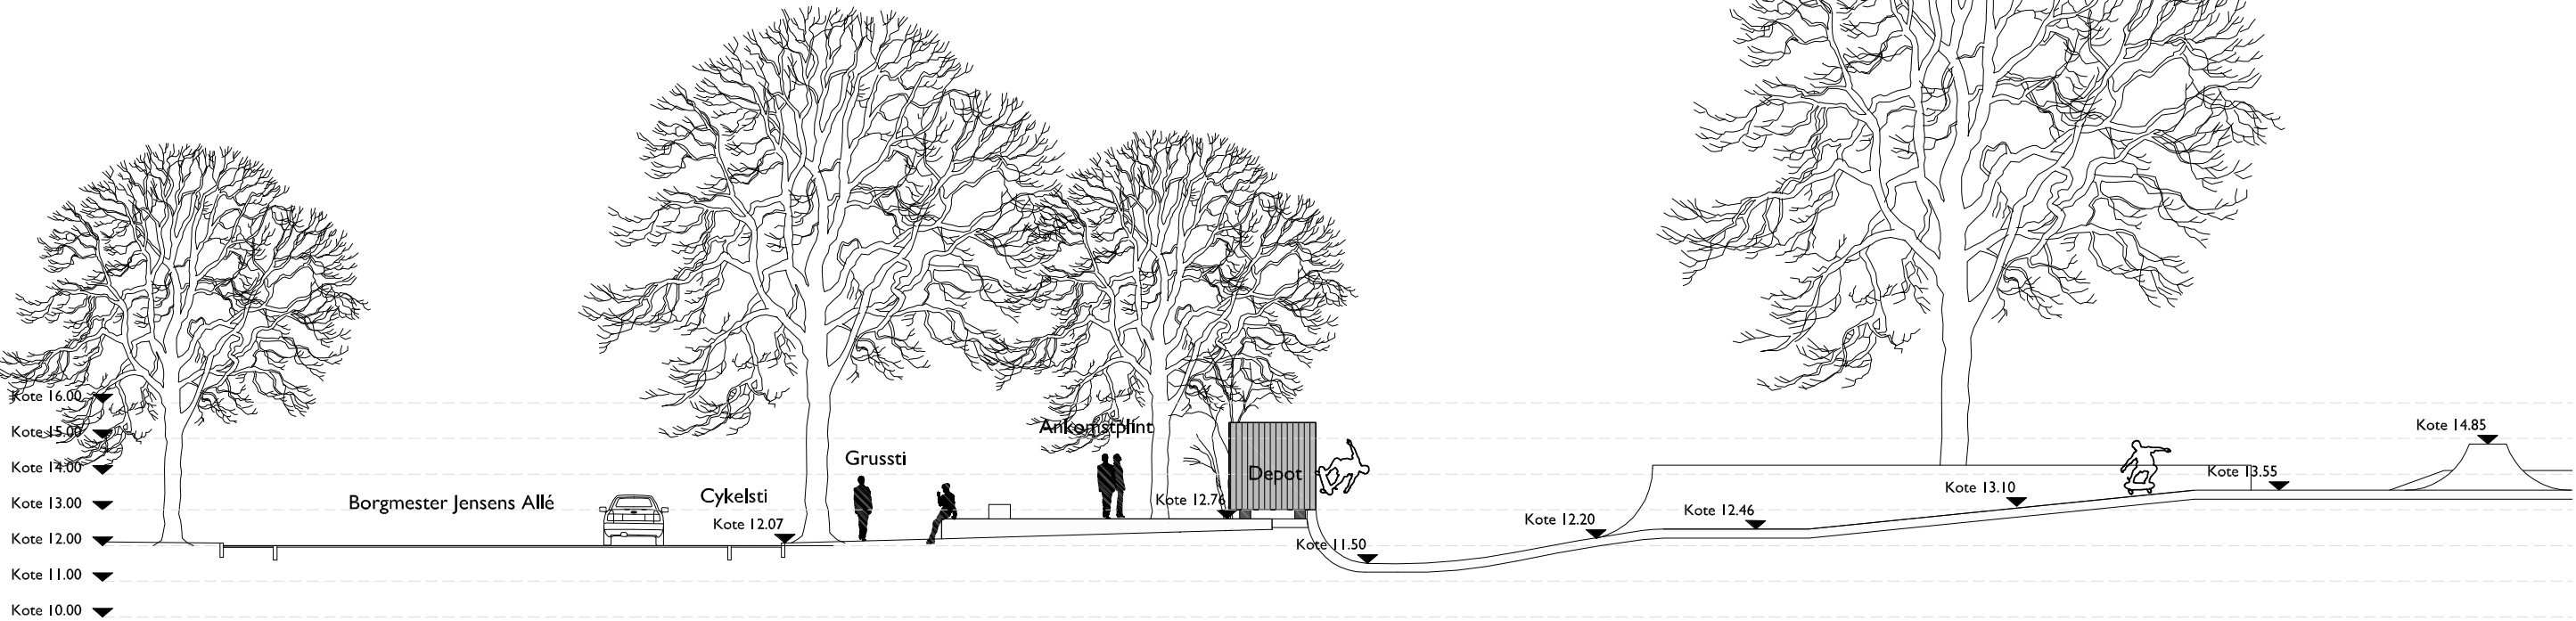 Kote 16.00
Kote 15.00
Kote 14.00
Kote 13.00
Kote 12.00
Kote 11.00
Kote 10.00
Borgmester Jensens Allé
Cykelsti
Kote 12.07
Grussti
Ankomstplint
Kote 12.76
Depot
Kote 11.50
Kote 12.20
Kote 12.46
Kote 13.10
Kote 13.55
Kote 14.85